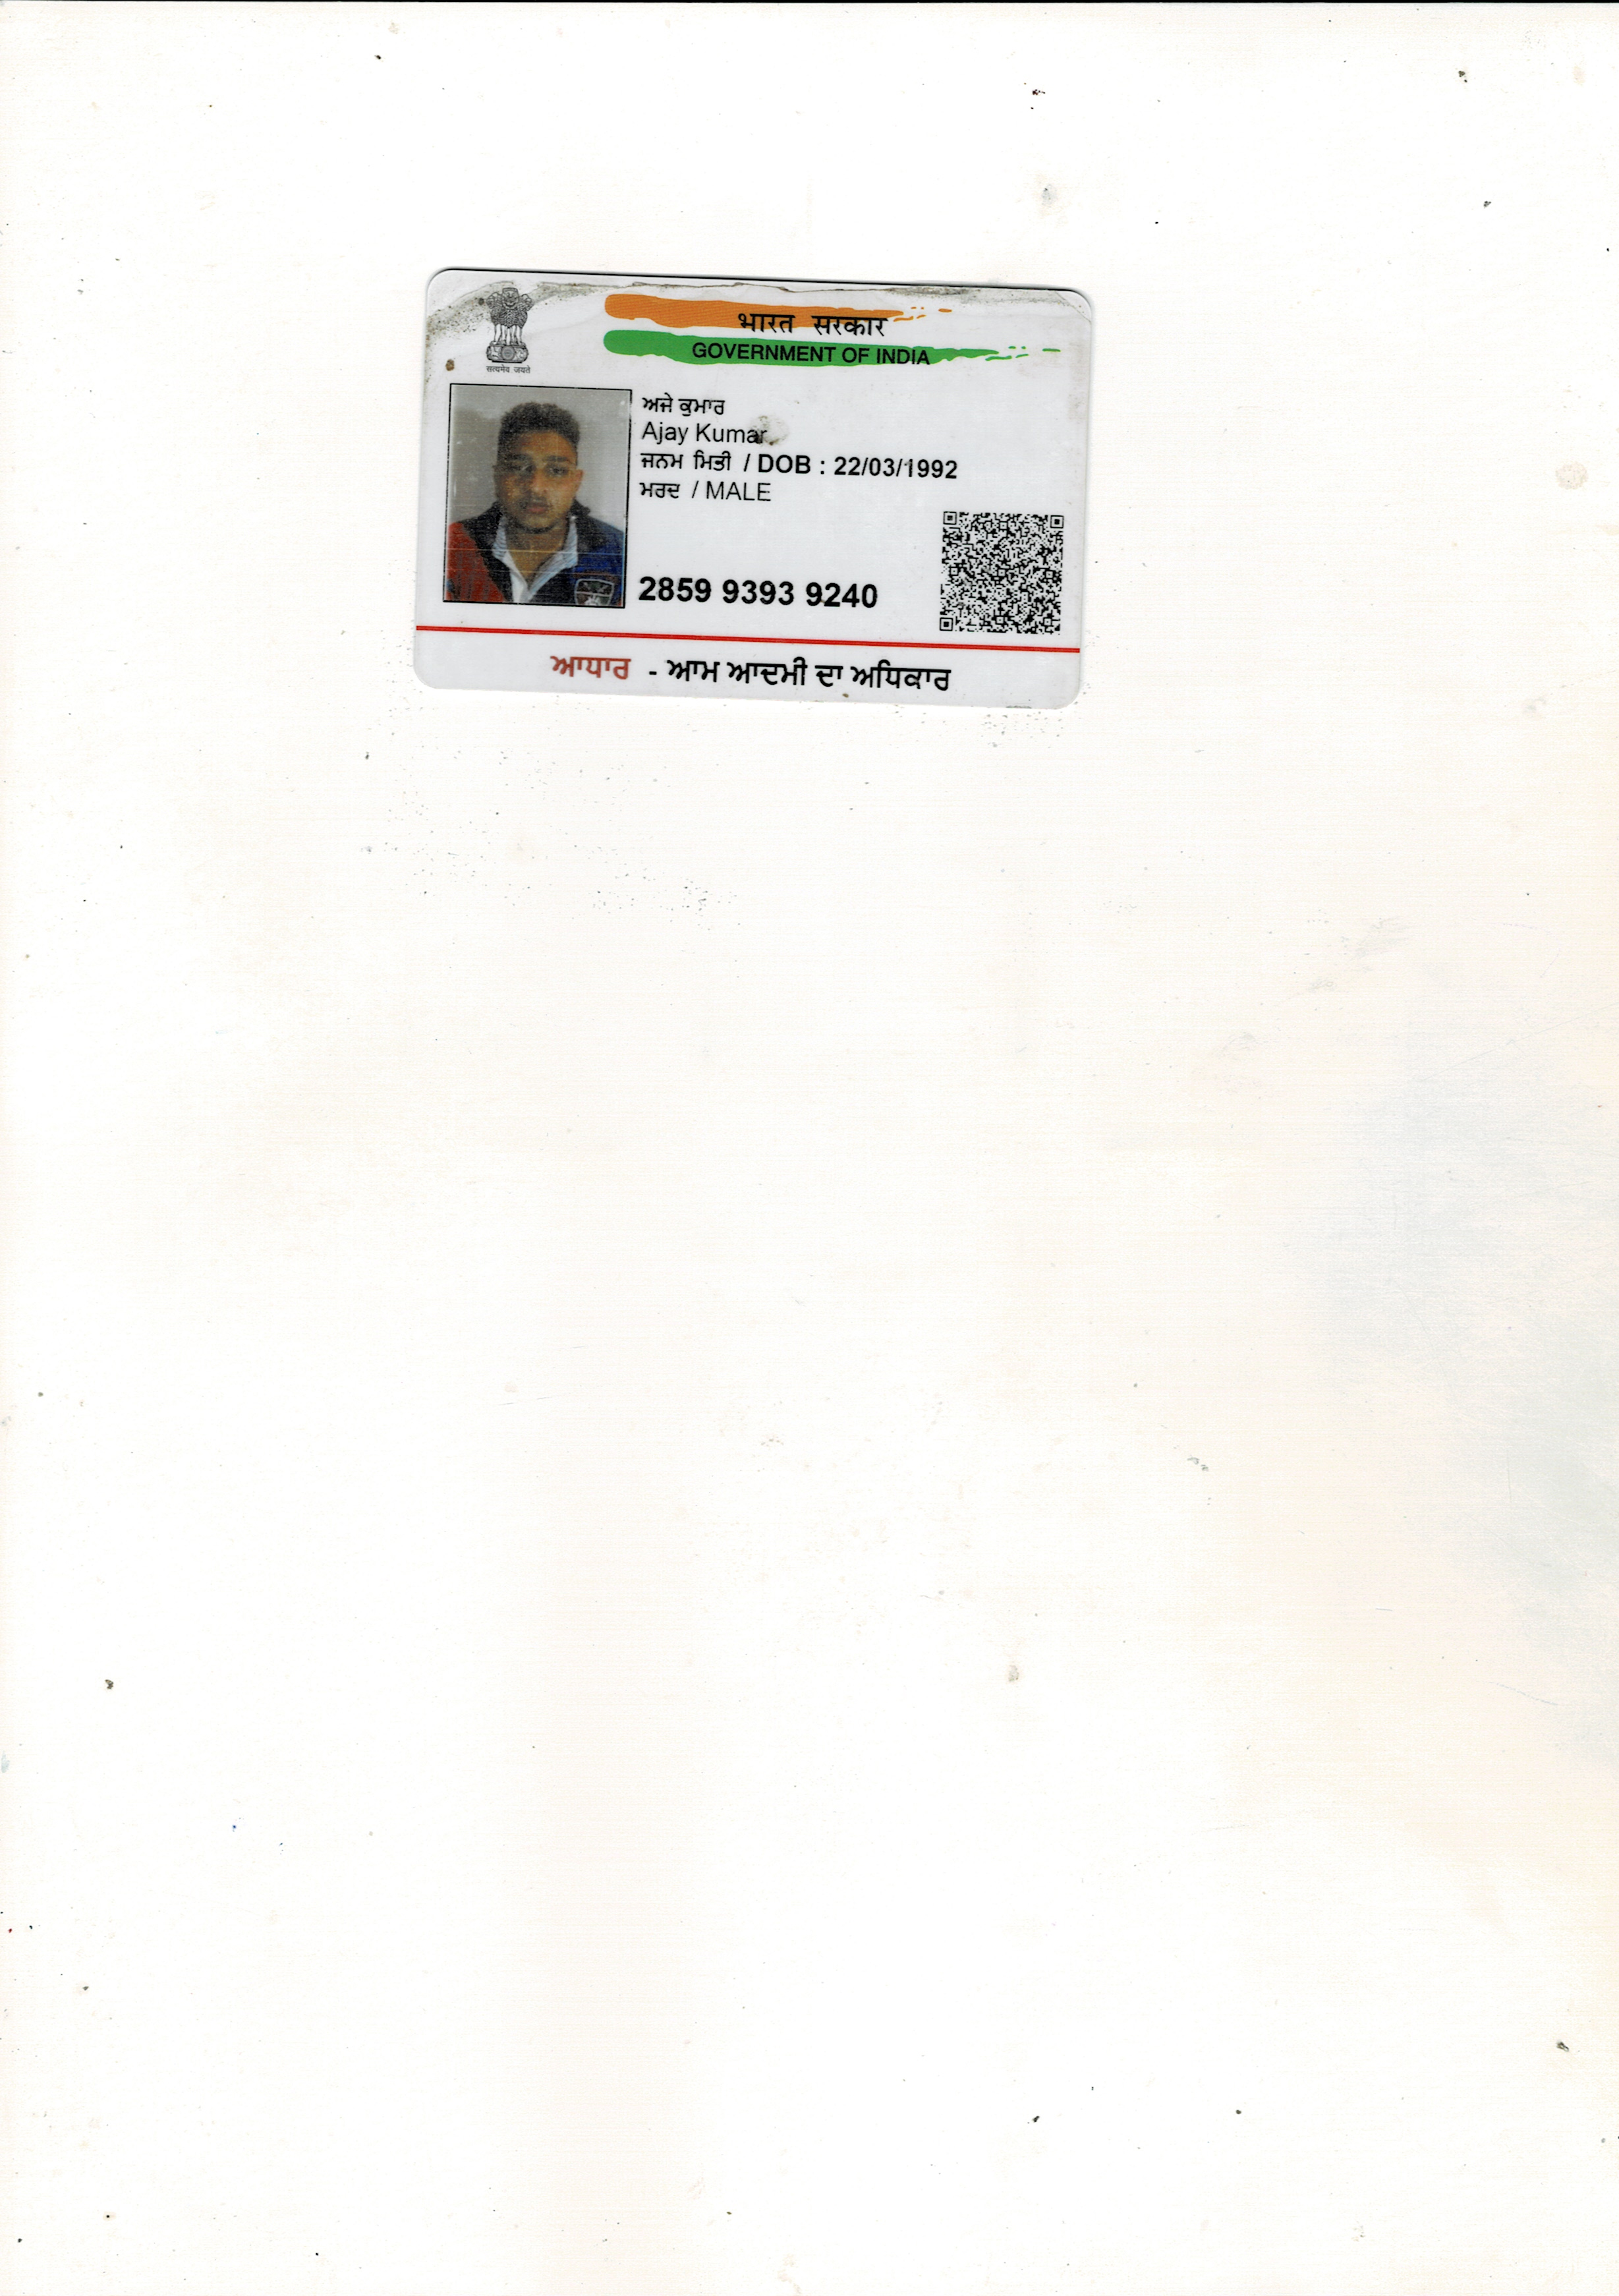 भारत सरकार
GOVERNMENT OF INDIA
सत्यमेव जयते
ਅਜੇ ਕੁਮਾਰ
Ajay Kumar
ਜਨਮ ਮਿਤੀ / DOB : 22/03/1992
ਮਰਦ / MALE
2859 9393 9240
ਆਧਾਰ - ਆਮ ਆਦਮੀ ਦਾ ਅਧਿਕਾਰ